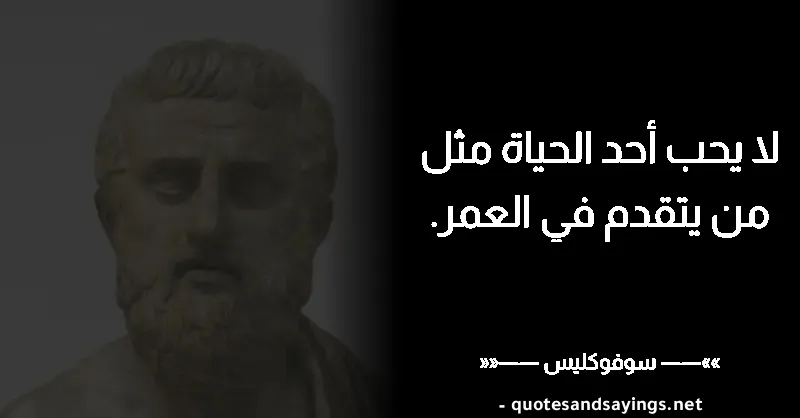 لا يحب أحد الحياة مثل
من يتقدم في العمر.
»»—— سوفوكليس ——««
- quotesandsayings.net